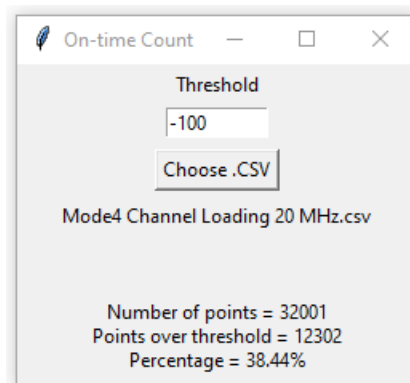 On-time Count
Threshold
-100
Choose .CSV
Mode4 Channel Loading 20 MHz.csv
Number of points = 32001
Points over threshold = 12302
Percentage = 38.44%